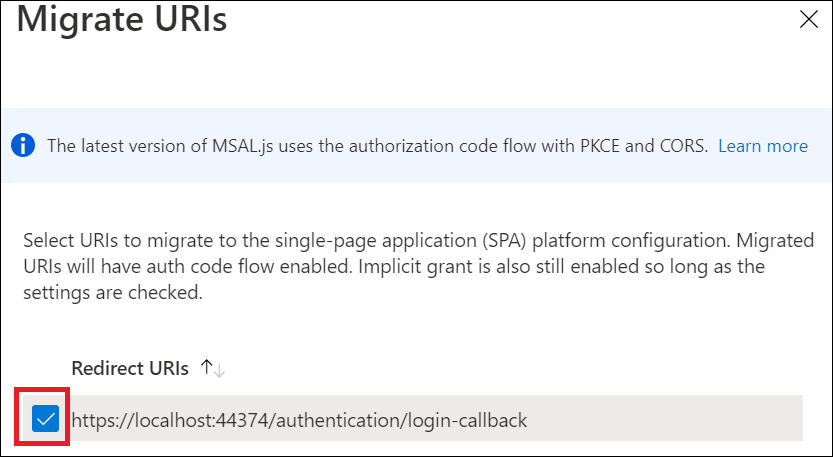 Migrate URIs
The latest version of MSAL.js uses the authorization code flow with PKCE and CORS. Learn more
Select URIs to migrate to the single-page application (SPA) platform configuration. Migrated
URIs will have auth code flow enabled. Implicit grant is also still enabled so long as the
settings are checked.
Redirect URIs
https://localhost:44374/authentication/login-callback